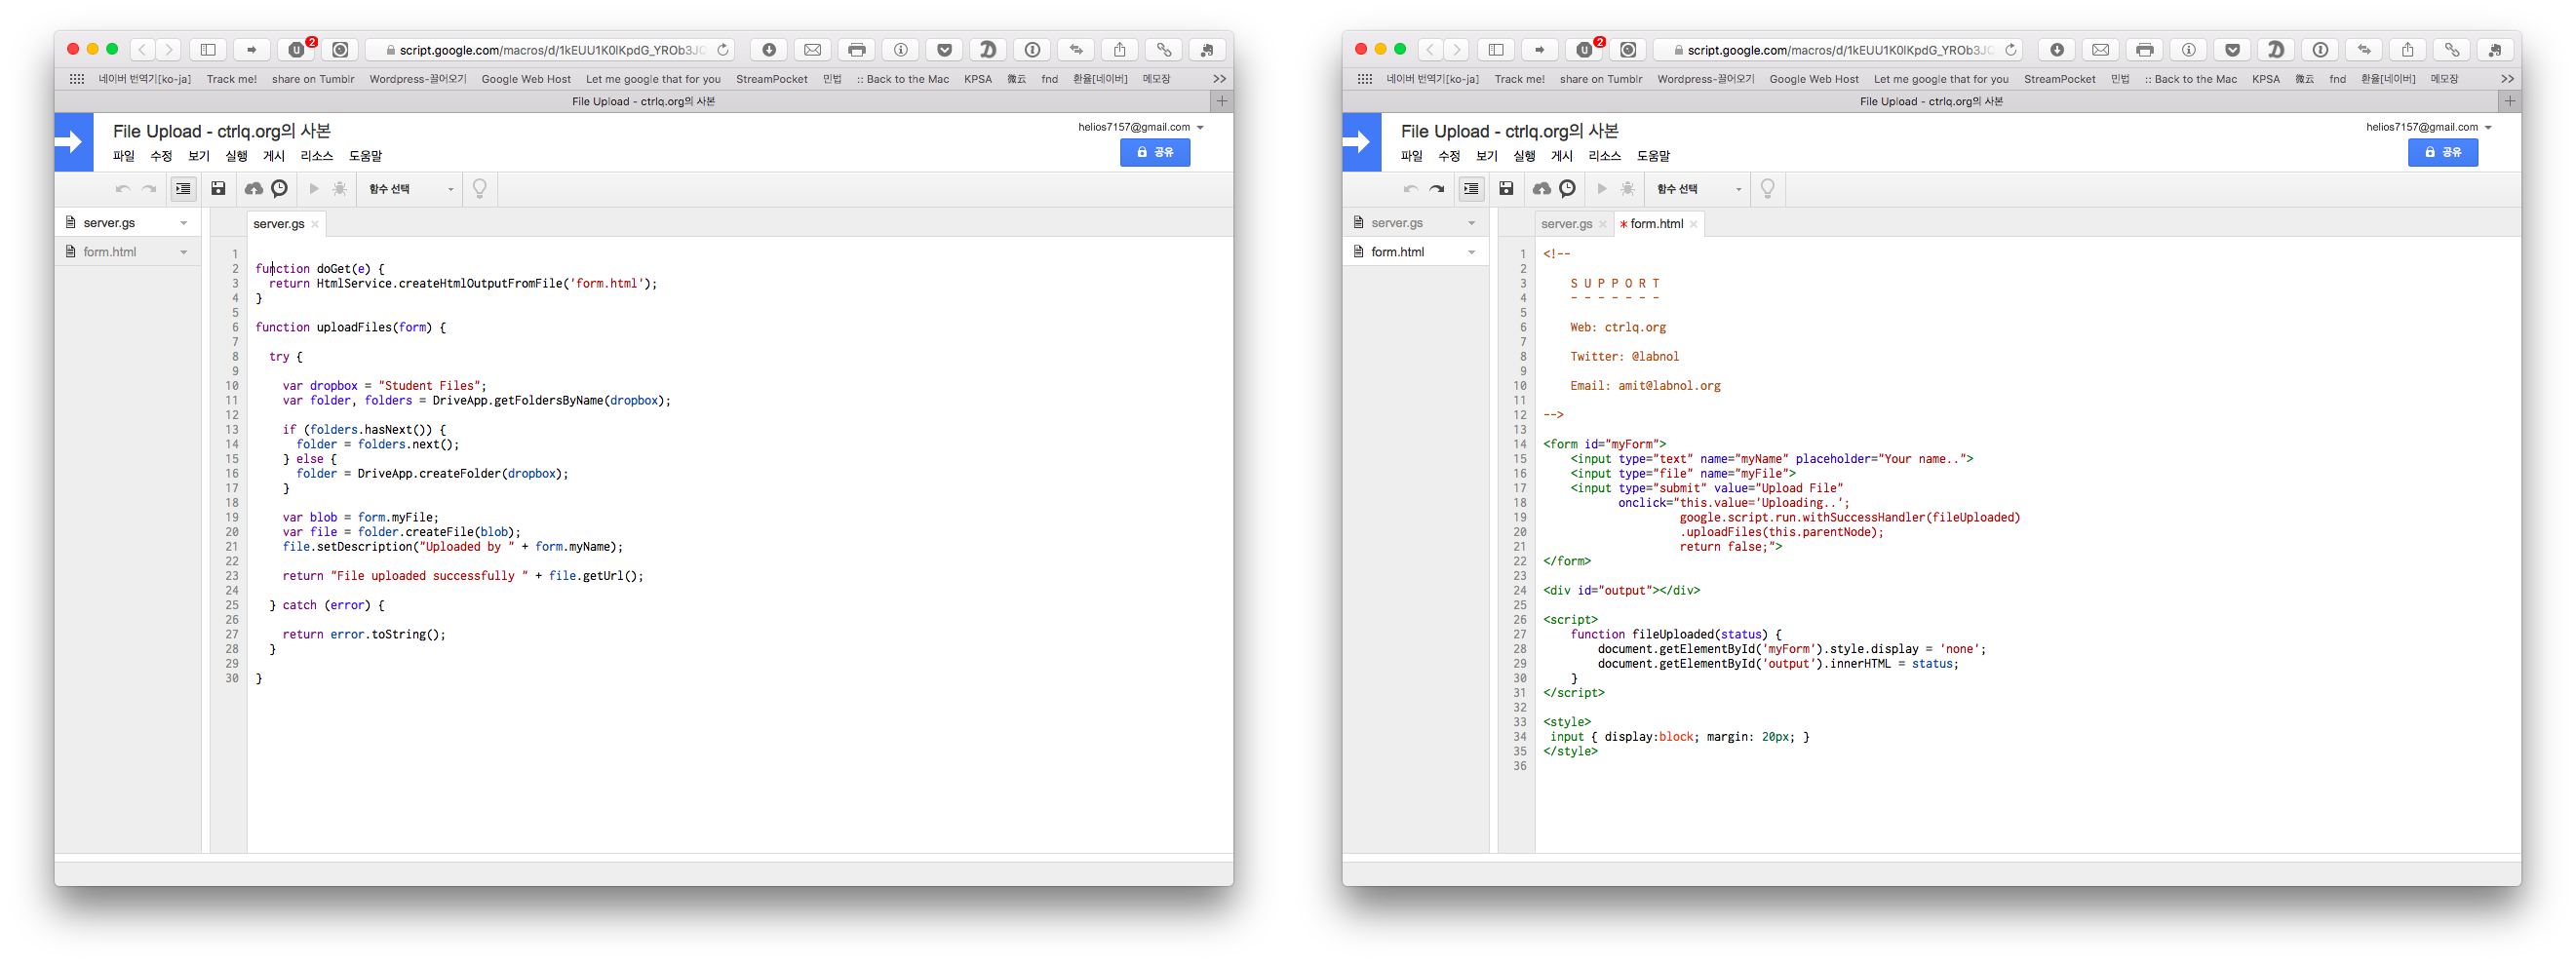 2
script.google.com/macros/d/1kEUU1K0IKpdG_YROb3JC
네이버 번역기[ko-ja] Track me! share on Tumblr Wordpress-끌어오기 Google Web Host Let me google that for you StreamPocket 민법 :: Back to the Mac KPSA 微云 fnd 환율[네이버] 메모장 >>
File Upload - ctrlq.org의 사본
File Upload - ctrlq.org의 사본
helios7157@gmail.com
파일 수정 보기 실행 게시 리소스 도움말
공유
함수 선택
server.gs
form.html
server.gs ×
1
2 function doGet(e) {
3   return HtmlService.createHtmlOutputFromFile('form.html');
4 }
5
6 function uploadFiles(form) {
7
8   try {
9
10     var dropbox = "Student Files";
11     var folder, folders = DriveApp.getFoldersByName(dropbox);
12
13     if (folders.hasNext()) {
14       folder = folders.next();
15     } else {
16       folder = DriveApp.createFolder(dropbox);
17     }
18
19     var blob = form.myFile;
20     var file = folder.createFile(blob);
21     file.setDescription("Uploaded by " + form.myName);
22
23     return "File uploaded successfully " + file.getUrl();
24
25   } catch (error) {
26
27     return error.toString();
28   }
29
30 }
2
script.google.com/macros/d/1kEUU1K0IKpdG_YROb3JC
네이버 번역기[ko-ja] Track me! share on Tumblr Wordpress-끌어오기 Google Web Host Let me google that for you StreamPocket 민법 :: Back to the Mac KPSA 微云 fnd 환율[네이버] 메모장 >>
File Upload - ctrlq.org의 사본
File Upload - ctrlq.org의 사본
helios7157@gmail.com
파일 수정 보기 실행 게시 리소스 도움말
공유
함수 선택
server.gs
form.html
server.gs × * form.html ×
1 <!--
2
3     S U P P O R T
4     - - - - - - -
5
6     Web: ctrlq.org
7
8     Twitter: @labnol
9
10     Email: amit@labnol.org
11
12 -->
13
14 <form id="myForm">
15     <input type="text" name="myName" placeholder="Your name..">
16     <input type="file" name="myFile">
17     <input type="submit" value="Upload File"
18            onclick="this.value='Uploading..';
19                     google.script.run.withSuccessHandler(fileUploaded)
20                     .uploadFiles(this.parentNode);
21                     return false;">
22 </form>
23
24 <div id="output"></div>
25
26 <script>
27     function fileUploaded(status) {
28         document.getElementById('myForm').style.display = 'none';
29         document.getElementById('output').innerHTML = status;
30     }
31 </script>
32
33 <style>
34  input { display:block; margin: 20px; }
35 </style>
36